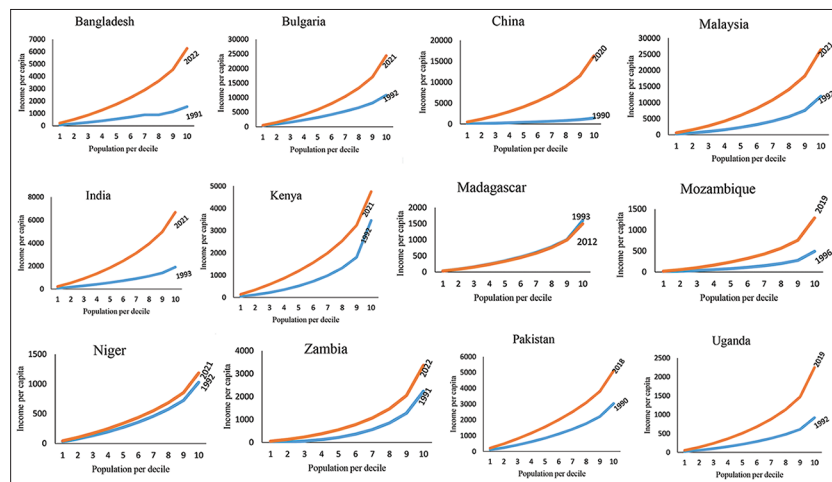 Bangladesh
Income per capita
7000
6000
5000
4000
3000
2000
1000
0
2022
1991
1 2 3 4 5 6 7 8 9 10
Population per decile
Bulgaria
Income per capita
30000
25000
20000
15000
10000
5000
0
2021
1992
1 2 3 4 5 6 7 8 9 10
Population per decile
China
Income per capita
20000
15000
10000
5000
0
2020
1990
1 2 3 4 5 6 7 8 9 10
Population per decile
Malaysia
Income per capita
30000
25000
20000
15000
10000
5000
0
2021
1 2 3 4 5 6 7 8 9 10
Population per decile
India
Income per capita
8000
6000
4000
2000
0
2021
1993
1 2 3 4 5 6 7 8 9 10
Population per decile
Kenya
Income per capita
5000
4000
3000
2000
1000
0
2021
1992
1 2 3 4 5 6 7 8 9 10
Population per decile
Madagascar
Income per capita
2000
1500
1000
500
0
1993
2012
1 2 3 4 5 6 7 8 9 10
Population per decile
Mozambique
Income per capita
1500
1000
500
0
2019
1996
1 2 3 4 5 6 7 8 9 10
Population per decile
Niger
Income per capita
1500
1000
500
0
2021
1992
1 2 3 4 5 6 7 8 9 10
Population per decile
Zambia
Income per capita
4000
3000
2000
1000
0
2022
1991
1 2 3 4 5 6 7 8 9 10
Population per decile
Pakistan
Income per capita
6000
5000
4000
3000
2000
1000
0
2018
1990
1 2 3 4 5 6 7 8 9 10
Population per decile
Uganda
Income per capita
2500
2000
1500
1000
500
0
2019
1992
1 2 3 4 5 6 7 8 9 10
Population per decile